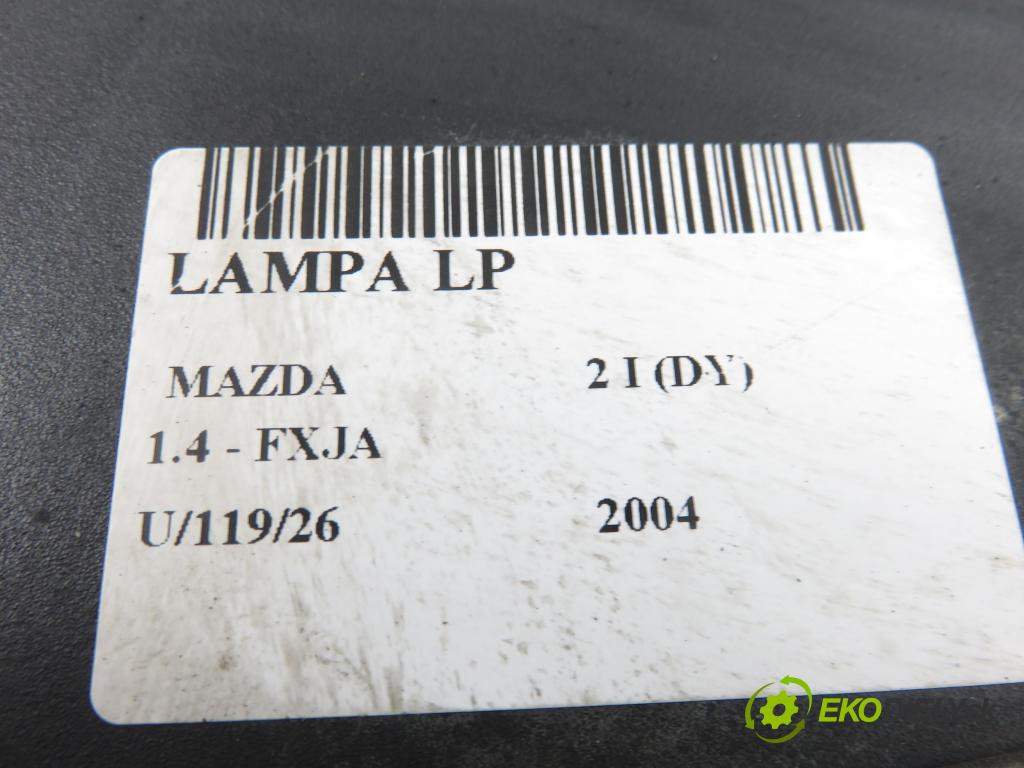 LAMPA LP
MAZDA 2 I (DY)
1.4 - FXJA
U/119/26 2004
EKO